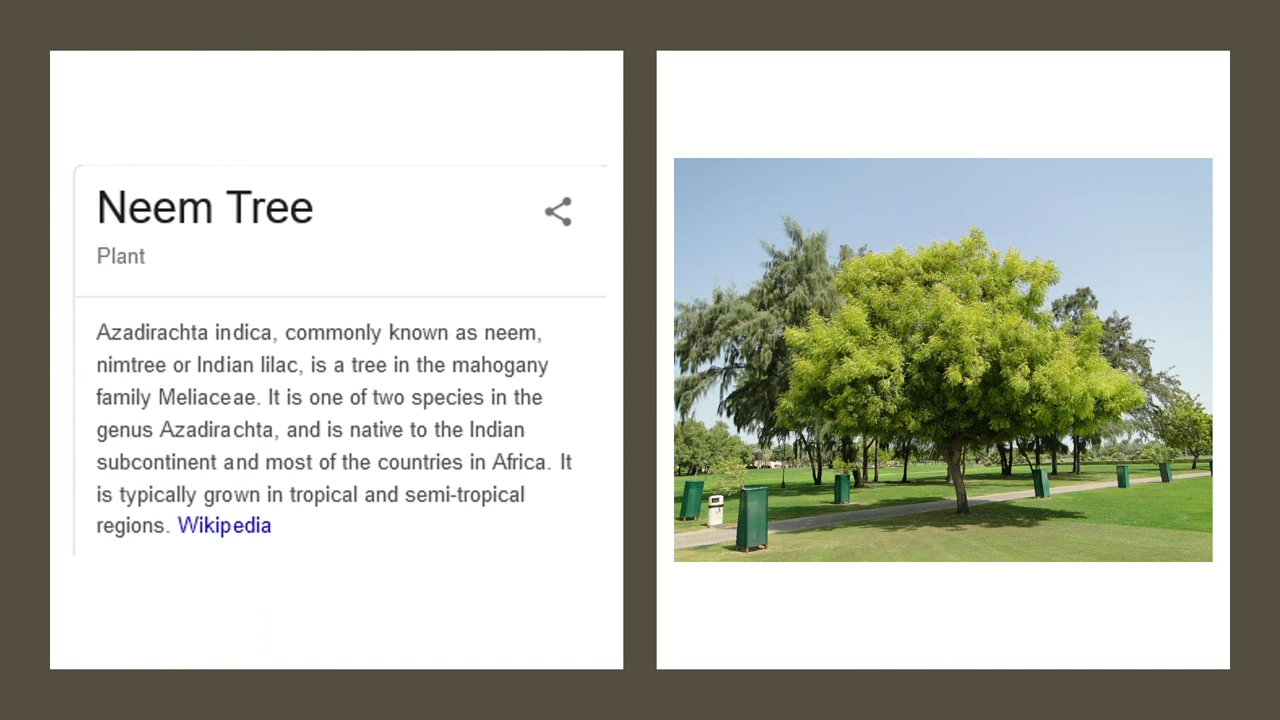 Neem Tree
Plant
Azadirachta indica, commonly known as neem,
nimtree or Indian lilac, is a tree in the mahogany
family Meliaceae. It is one of two species in the
genus Azadirachta, and is native to the Indian
subcontinent and most of the countries in Africa. It
is typically grown in tropical and semi-tropical
regions. Wikipedia